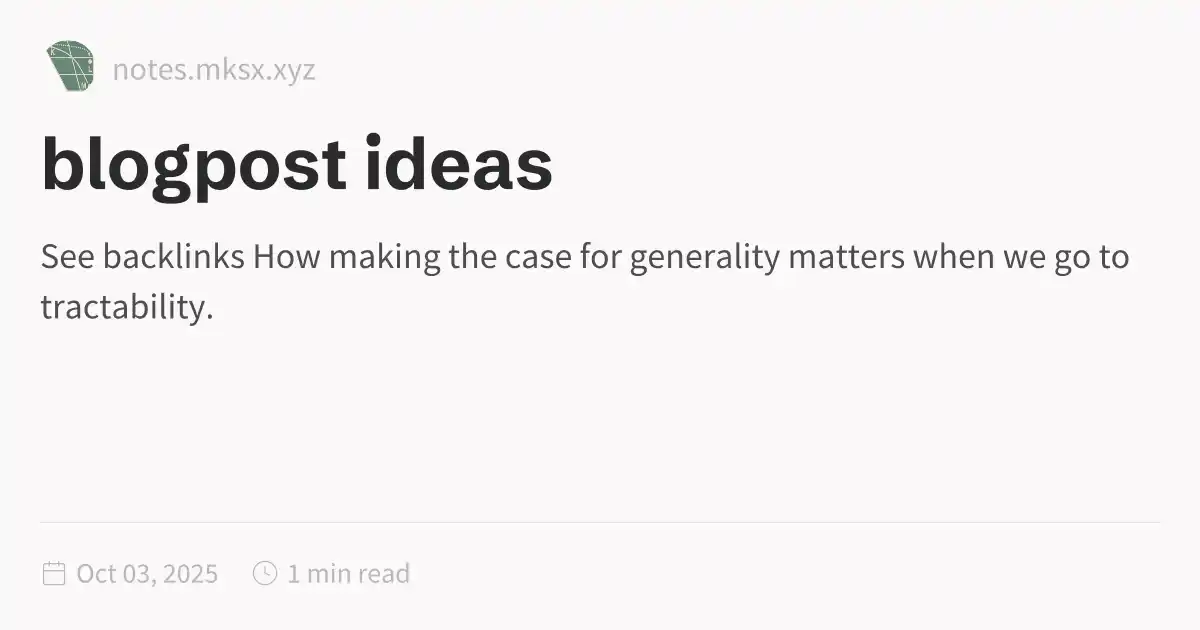 notes.mksx.xyz
blogpost ideas
See backlinks How making the case for generality matters when we go to
tractability.
Oct 03, 2025 1 min read